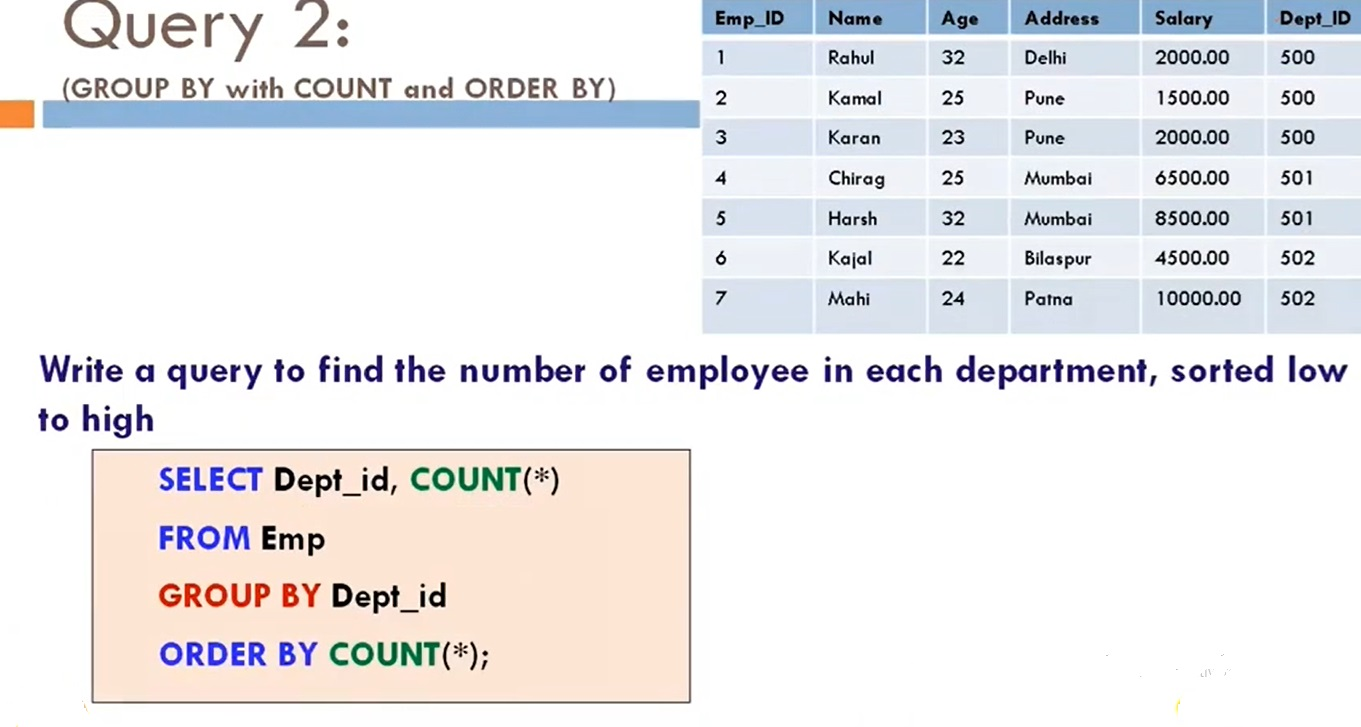 Query 2:
(GROUP BY with COUNT and ORDER BY)
Emp_ID Name Age Address Salary Dept_ID
1 Rahul 32 Delhi 2000.00 500
2 Kamal 25 Pune 1500.00 500
3 Karan 23 Pune 2000.00 500
4 Chirag 25 Mumbai 6500.00 501
5 Harsh 32 Mumbai 8500.00 501
6 Kajal 22 Bilaspur 4500.00 502
7 Mahi 24 Patna 10000.00 502
Write a query to find the number of employee in each department, sorted low
to high
SELECT Dept_id, COUNT(*)
FROM Emp
GROUP BY Dept_id
ORDER BY COUNT(*);